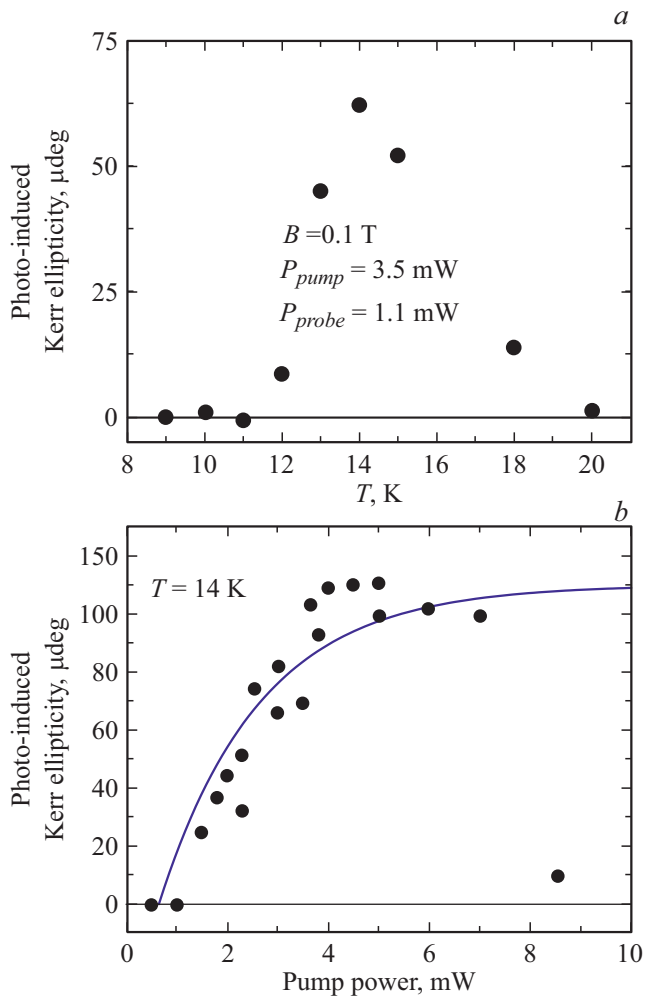 a
75
50
25
0
Photo-induced
Kerr ellipticity, μdeg
B =0.1 T
P_pump = 3.5 mW
P_probe = 1.1 mW
8 10 12 14 16 18 20
T, K
b
150
100
80
60
40
20
0
Photo-induced
Kerr ellipticity, μdeg
T = 14 K
0 2 4 6 8 10
Pump power, mW